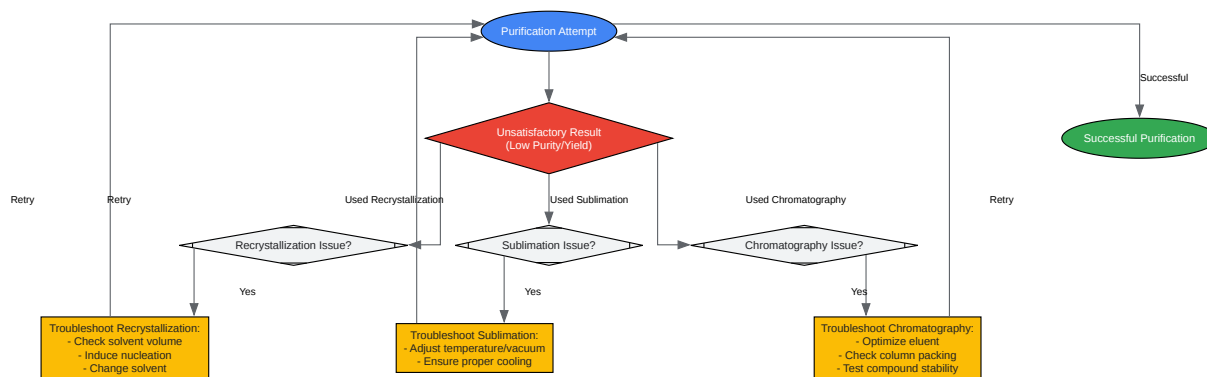 Purification Attempt
Successful
Unsatisfactory Result
(Low Purity/Yield)
Successful Purification
Retry
Retry
Used Recrystallization
Used Sublimation
Used Chromatography
Retry
Recrystallization Issue?
Sublimation Issue?
Chromatography Issue?
Yes
Yes
Yes
Troubleshoot Recrystallization:
- Check solvent volume
- Induce nucleation
- Change solvent
Troubleshoot Sublimation:
- Adjust temperature/vacuum
- Ensure proper cooling
Troubleshoot Chromatography:
- Optimize eluent
- Check column packing
- Test compound stability